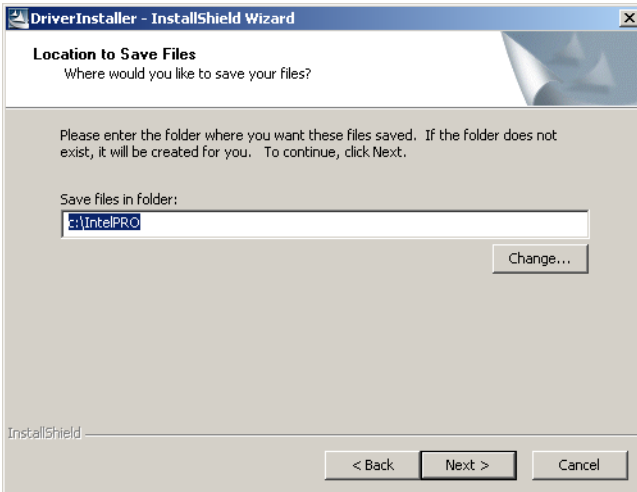 DriverInstaller - InstallShield Wizard
Location to Save Files
Where would you like to save your files?
Please enter the folder where you want these files saved. If the folder does not
exist, it will be created for you. To continue, click Next.
Save files in folder:
c:\IntelPRO
Change...
InstallShield
< Back Next > Cancel